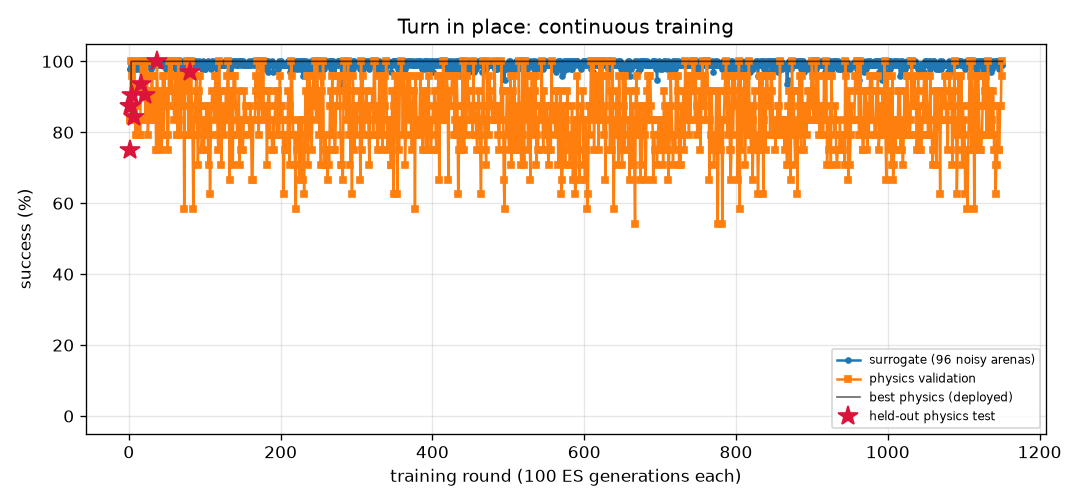 Turn in place: continuous training
success (%)
100
80
60
40
20
0
surrogate (96 noisy arenas)
physics validation
best physics (deployed)
held-out physics test
0 200 400 600 800 1000 1200
training round (100 ES generations each)